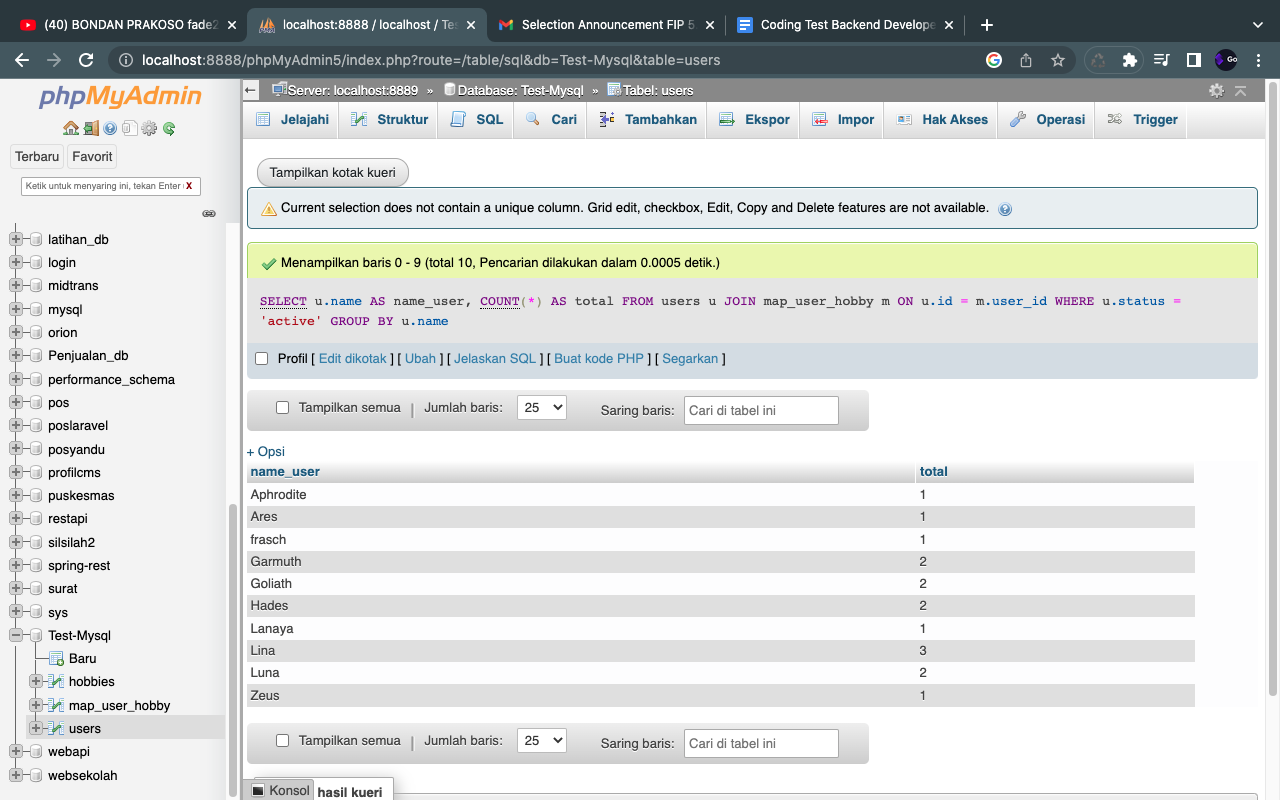 (40) BONDAN PRAKOSO fade2
localhost:8888 / localhost / Tes
Selection Announcement FIP 5
Coding Test Backend Develope
localhost:8888/phpMyAdmin5/index.php?route=/table/sql&db=Test-Mysql&table=users
phpMyAdmin
Terbaru
Favorit
Ketik untuk menyaring ini, tekan Enter
X
latihan_db
login
midtrans
mysql
orion
Penjualan_db
performance_schema
pos
poslaravel
posyandu
profilcms
puskesmas
restapi
silsilah2
spring-rest
surat
sys
Test-Mysql
Baru
hobbies
map_user_hobby
users
webapi
websekolah
Server: localhost:8889 » Database: Test-Mysql » Tabel: users
Jelajahi
Struktur
SQL
Cari
Tambahkan
Ekspor
Impor
Hak Akses
Operasi
Trigger
Tampilkan kotak kueri
Current selection does not contain a unique column. Grid edit, checkbox, Edit, Copy and Delete features are not available.
Menampilkan baris 0 - 9 (total 10, Pencarian dilakukan dalam 0.0005 detik.)
SELECT u.name AS name_user, COUNT(*) AS total FROM users u JOIN map_user_hobby m ON u.id = m.user_id WHERE u.status =
'active' GROUP BY u.name
Profil [ Edit dikotak ] [ Ubah ] [ Jelaskan SQL ] [ Buat kode PHP ] [ Segarkan ]
Tampilkan semua | Jumlah baris: 25 Saring baris: Cari di tabel ini
+ Opsi
name_user total
Aphrodite 1
Ares 1
frasch 1
Garmuth 2
Goliath 2
Hades 2
Lanaya 1
Lina 3
Luna 2
Zeus 1
Tampilkan semua | Jumlah baris: 25 Saring baris: Cari di tabel ini
Konsol hasil kueri